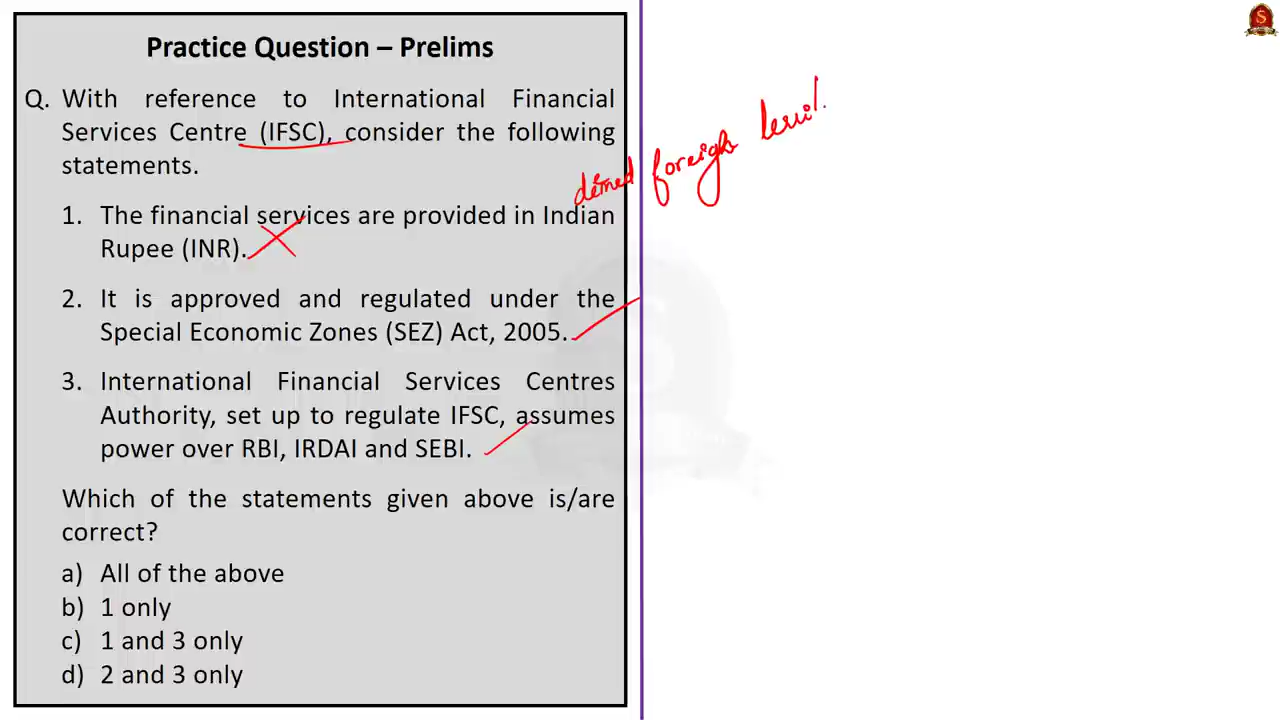 Practice Question – Prelims
Q. With reference to International Financial
Services Centre (IFSC), consider the following
statements.
1. The financial services are provided in Indian
Rupee (INR).
2. It is approved and regulated under the
Special Economic Zones (SEZ) Act, 2005.
3. International Financial Services Centres
Authority, set up to regulate IFSC, assumes
power over RBI, IRDAI and SEBI.
Which of the statements given above is/are
correct?
a) All of the above
b) 1 only
c) 1 and 3 only
d) 2 and 3 only
foreign